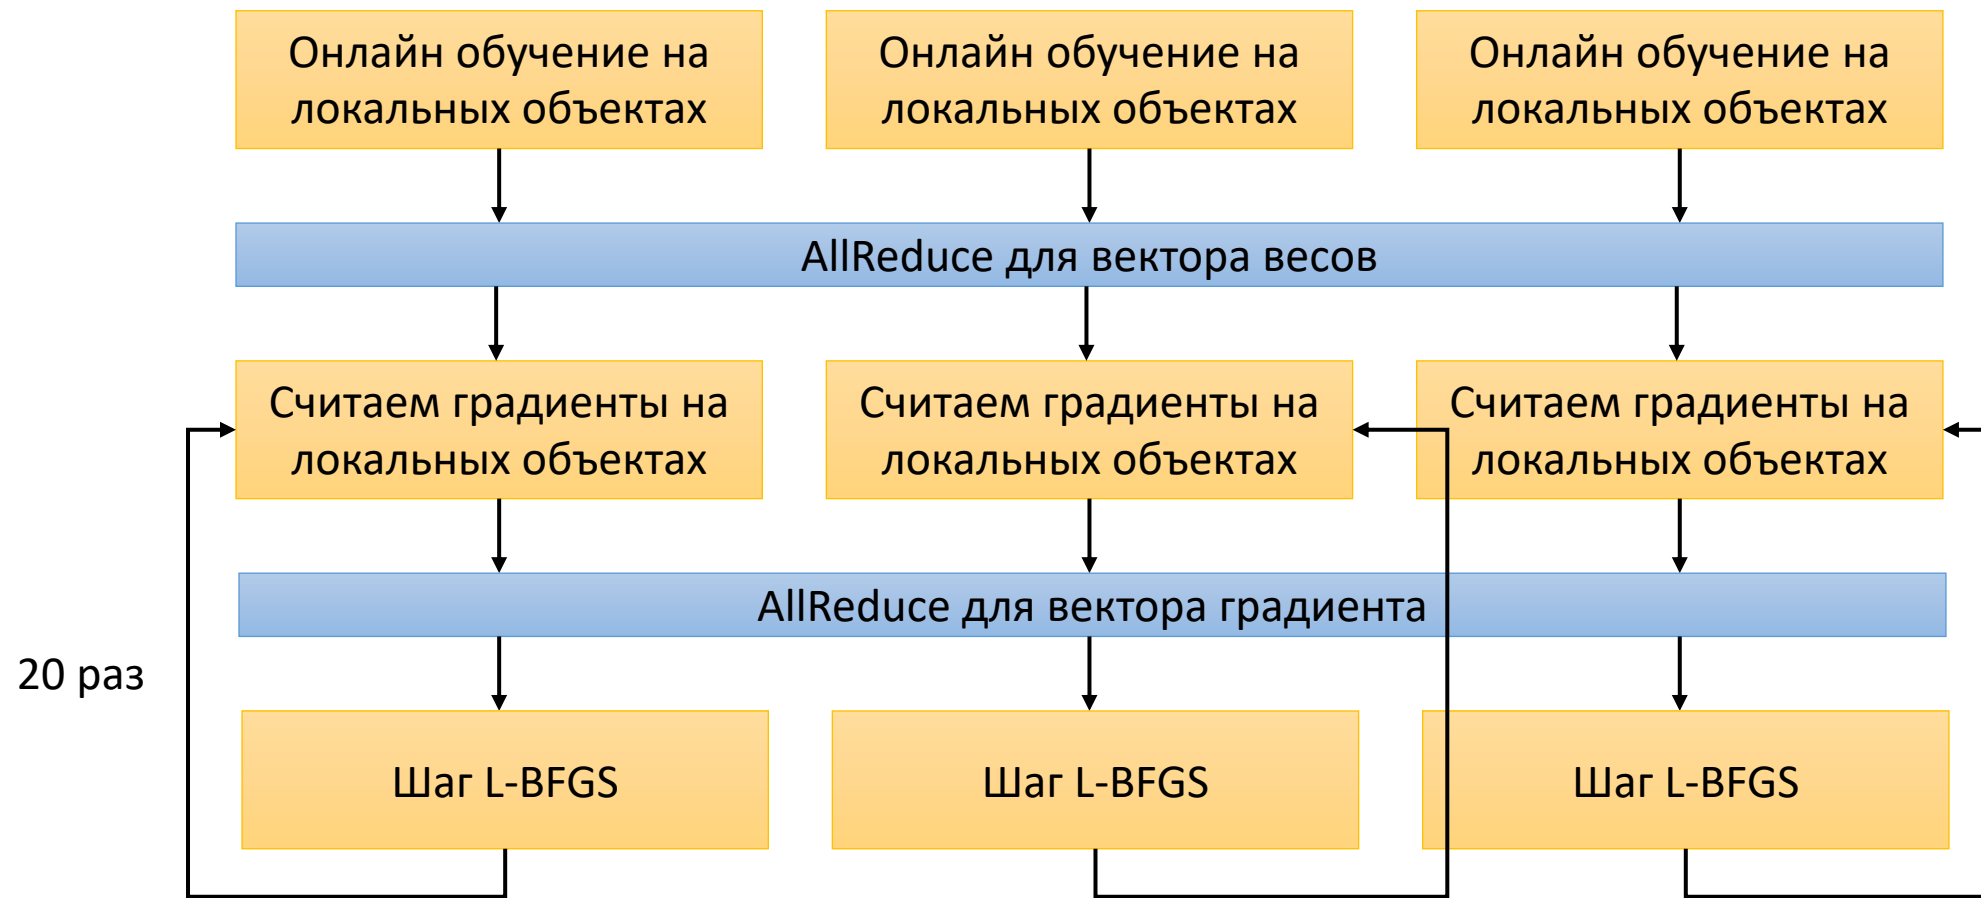 Онлайн обучение на
локальных объектах
Онлайн обучение на
локальных объектах
Онлайн обучение на
локальных объектах
AllReduce для вектора весов
Считаем градиенты на
локальных объектах
Считаем градиенты на
локальных объектах
Считаем градиенты на
локальных объектах
AllReduce для вектора градиента
20 раз
Шаг L-BFGS
Шаг L-BFGS
Шаг L-BFGS